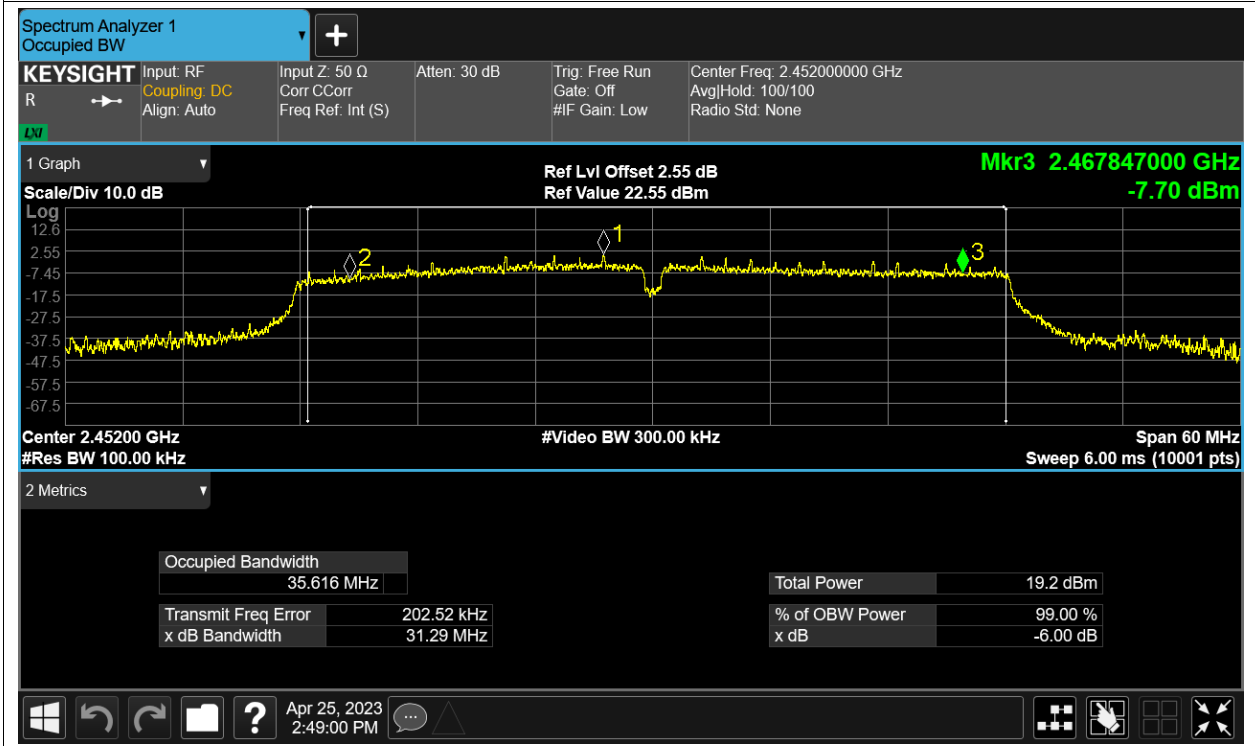 Spectrum Analyzer 1
Occupied BW
KEYSIGHT
R
LXI
Input: RF
Coupling: DC
Align: Auto
Input Z: 50 Ω
Corr CCorr
Freq Ref: Int (S)
Atten: 30 dB
Trig: Free Run
Gate: Off
#IF Gain: Low
Center Freq: 2.452000000 GHz
Avg|Hold: 100/100
Radio Std: None
1 Graph
Scale/Div 10.0 dB
Ref Lvl Offset 2.55 dB
Ref Value 22.55 dBm
Mkr3 2.467847000 GHz
-7.70 dBm
Log
12.6
2.55
-7.45
-17.5
-27.5
-37.5
-47.5
-57.5
-67.5
1
2
3
Center 2.45200 GHz
#Video BW 300.00 kHz
Span 60 MHz
#Res BW 100.00 kHz
Sweep 6.00 ms (10001 pts)
2 Metrics
Occupied Bandwidth
35.616 MHz
Total Power 19.2 dBm
Transmit Freq Error 202.52 kHz
% of OBW Power 99.00 %
x dB Bandwidth 31.29 MHz
x dB -6.00 dB
?
Apr 25, 2023
2:49:00 PM